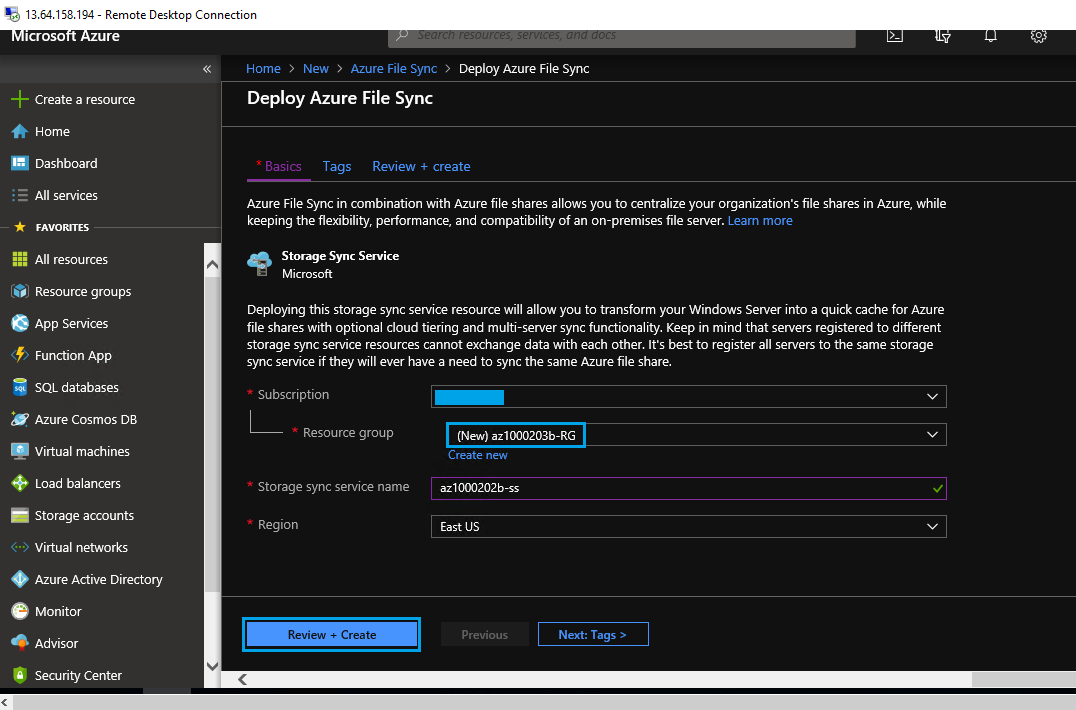 13.64.158.194 - Remote Desktop Connection
Microsoft Azure
Search resources, services, and docs
«
Home > New > Azure File Sync > Deploy Azure File Sync
Deploy Azure File Sync
Create a resource
Home
Dashboard
All services
FAVORITES
All resources
Resource groups
App Services
Function App
SQL databases
Azure Cosmos DB
Virtual machines
Load balancers
Storage accounts
Virtual networks
Azure Active Directory
Monitor
Advisor
Security Center
* Basics Tags Review + create
Azure File Sync in combination with Azure file shares allows you to centralize your organization's file shares in Azure, while
keeping the flexibility, performance, and compatibility of an on-premises file server. Learn more
Storage Sync Service
Microsoft
Deploying this storage sync service resource will allow you to transform your Windows Server into a quick cache for Azure
file shares with optional cloud tiering and multi-server sync functionality. Keep in mind that servers registered to different
storage sync service resources cannot exchange data with each other. It's best to register all servers to the same storage
sync service if they will ever have a need to sync the same Azure file share.
* Subscription
* Resource group (New) az1000203b-RG
Create new
* Storage sync service name az1000202b-ss
* Region East US
Review + Create Previous Next: Tags >